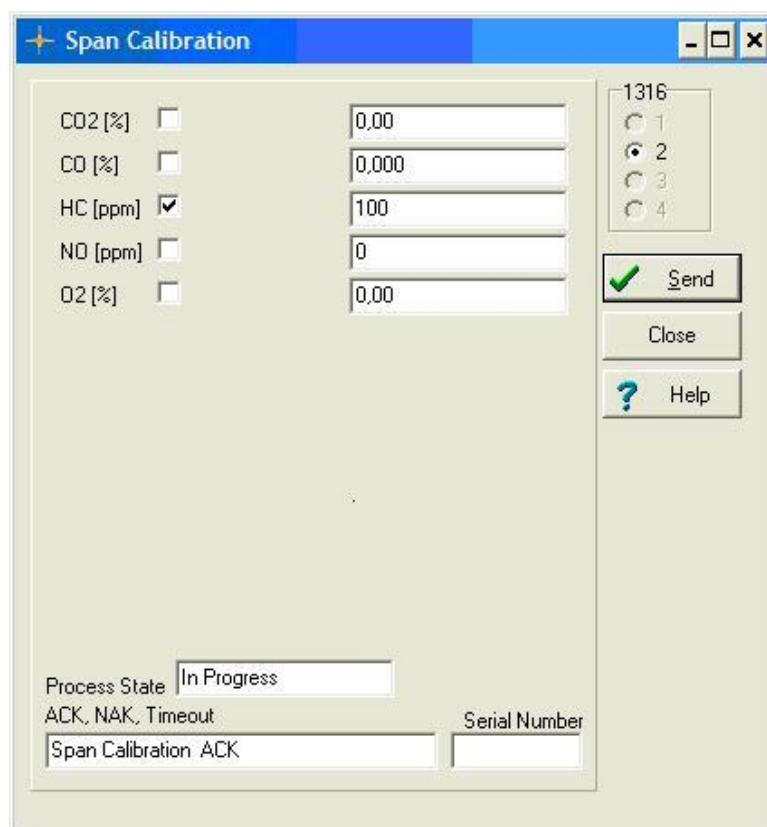 Span Calibration
1316
CO2 [%] 0,00
1
CO [%] 0,000
2
HC [ppm] 100
3
4
NO [ppm] 0
O2 [%] 0,00
Send
Close
? Help
Process State In Progress
ACK, NAK, Timeout Serial Number
Span Calibration ACK